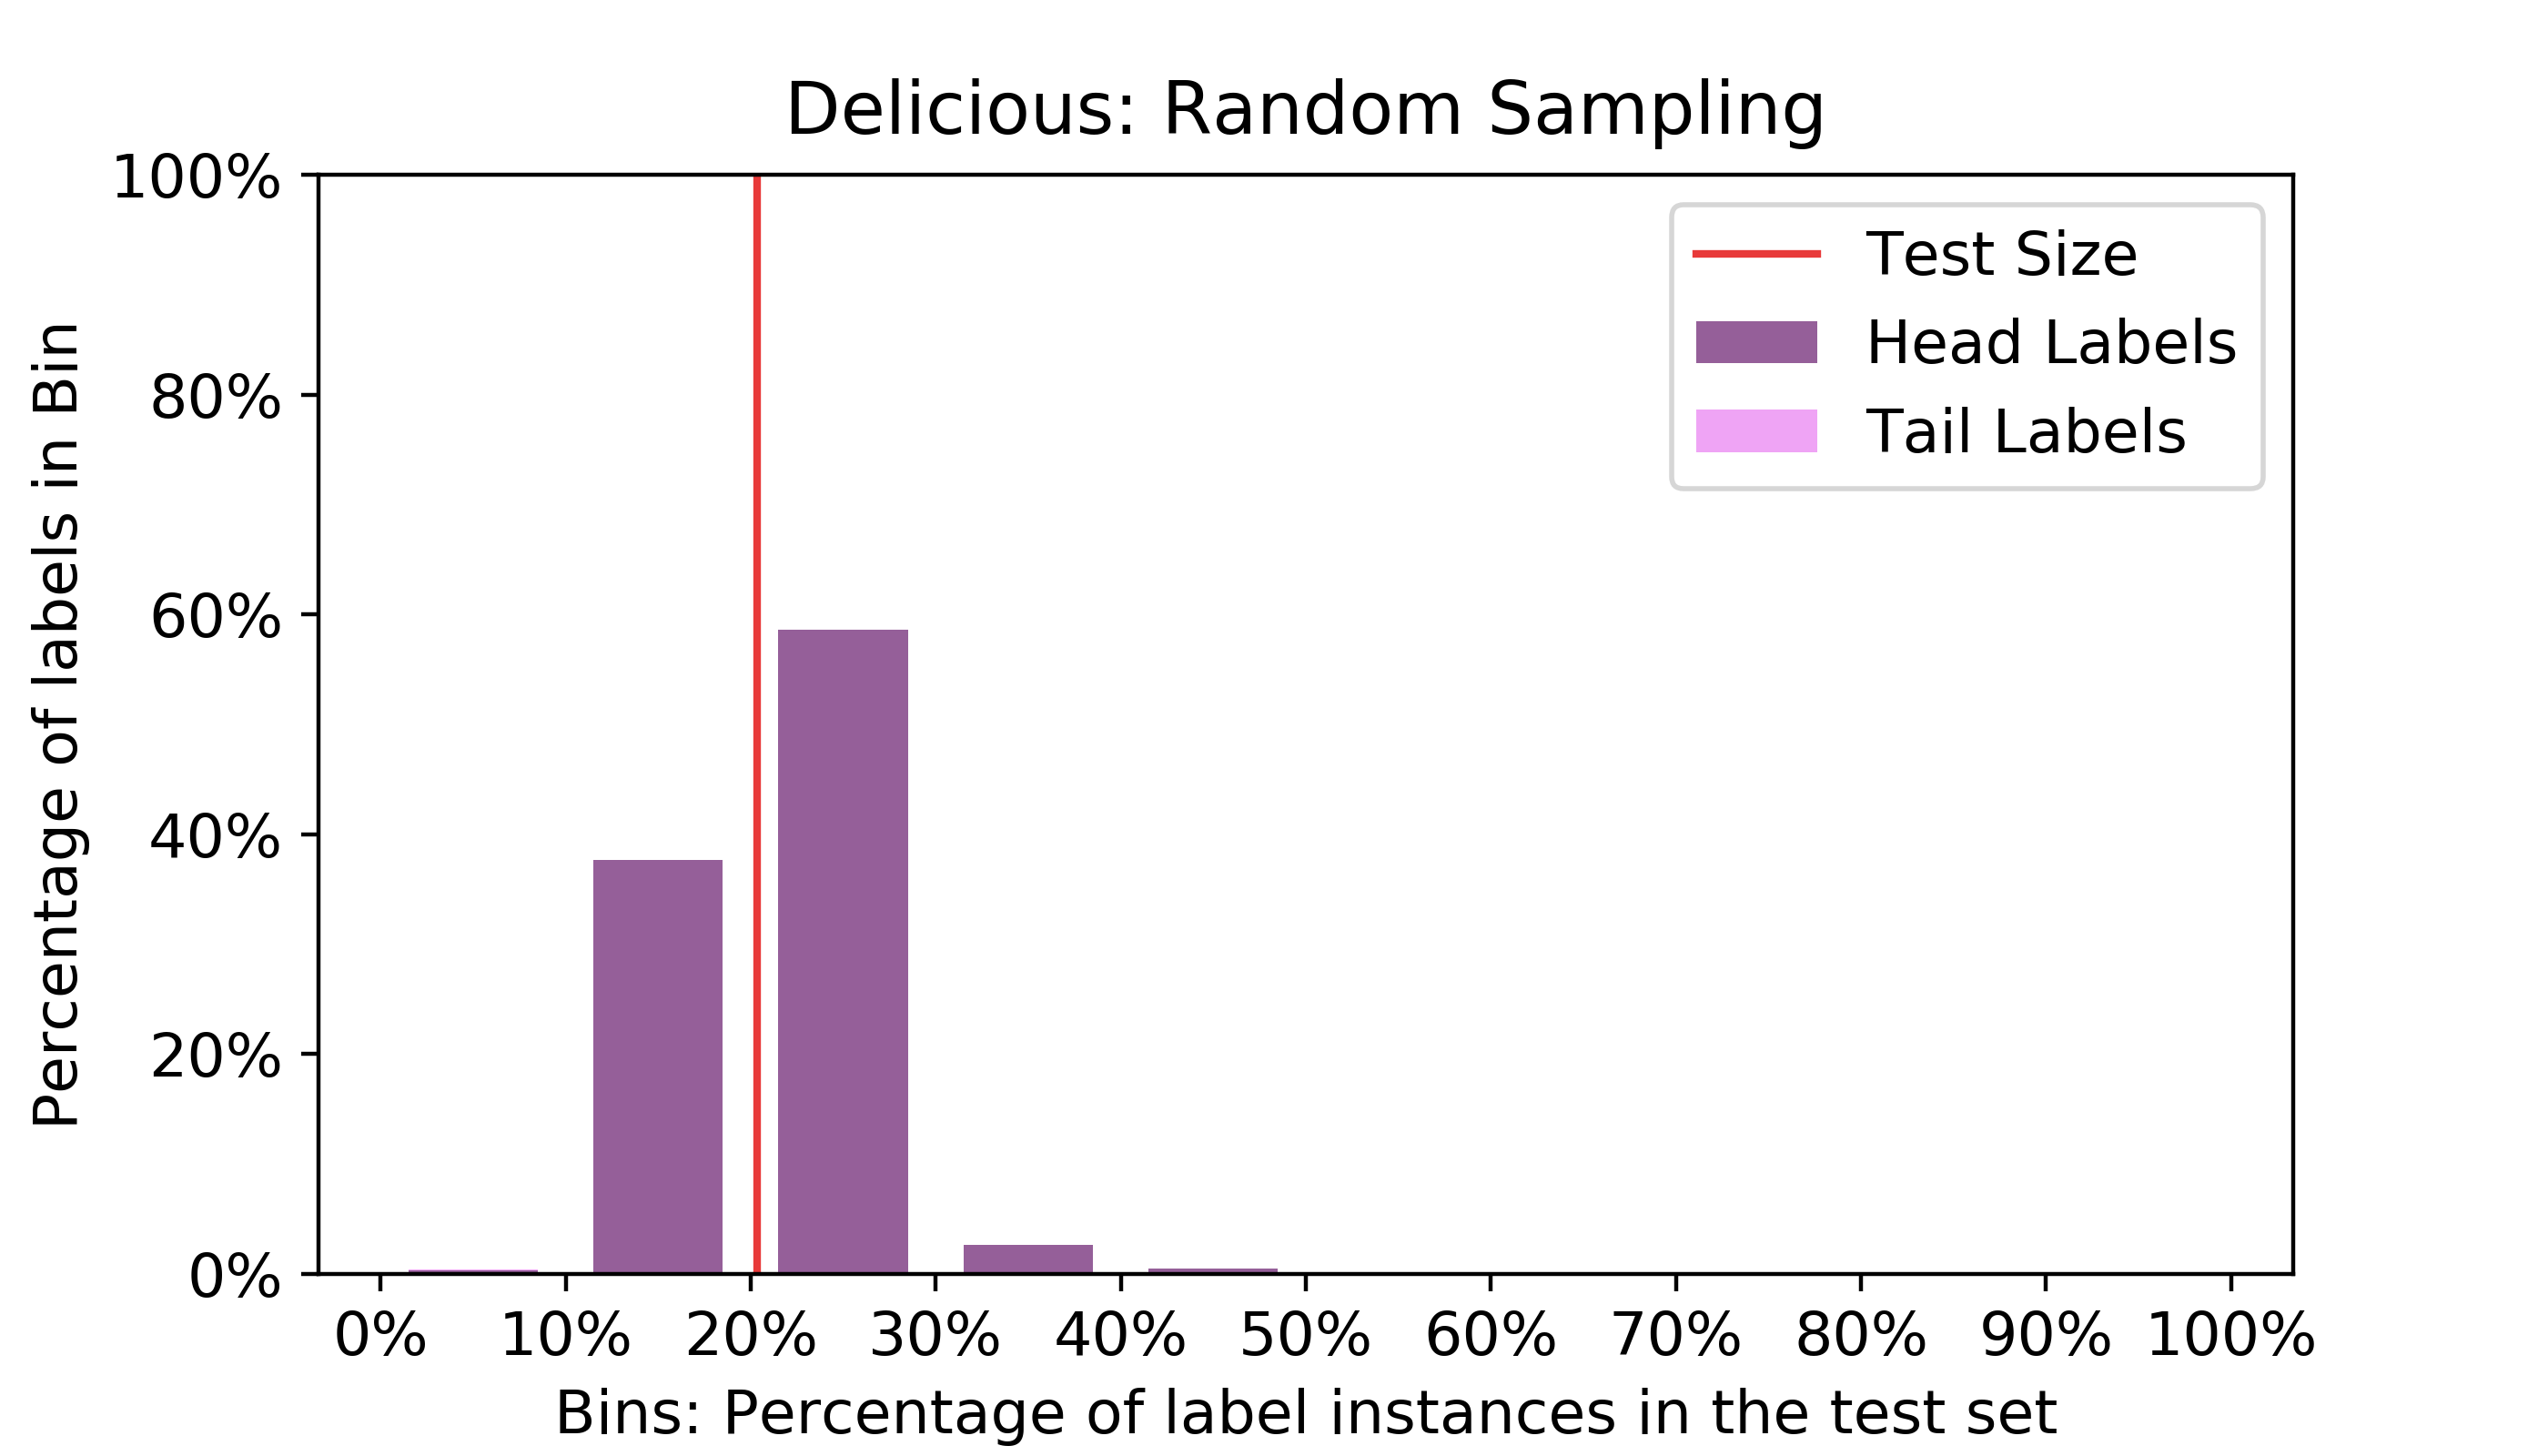 Delicious: Random Sampling
100%
80%
60%
40%
20%
0%
Percentage of labels in Bin
Test Size
Head Labels
Tail Labels
0% 10% 20% 30% 40% 50% 60% 70% 80% 90% 100%
Bins: Percentage of label instances in the test set